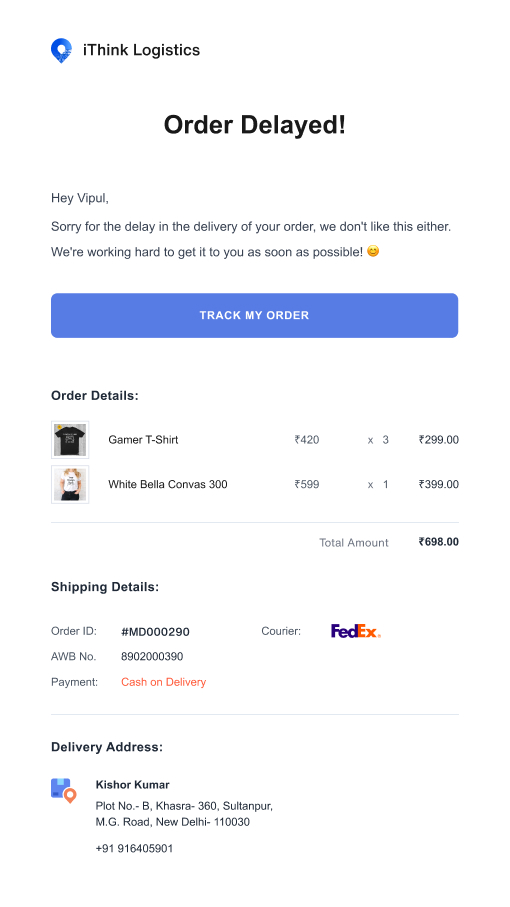 iThink Logistics
Order Delayed!
Hey Vipul,
Sorry for the delay in the delivery of your order, we don't like this either.
We're working hard to get it to you as soon as possible! 😊
TRACK MY ORDER
Order Details:
Gamer T-Shirt ₹420 x 3 ₹299.00
White Bella Convas 300 ₹599 x 1 ₹399.00
Total Amount ₹698.00
Shipping Details:
Order ID: #MD000290 Courier: FedEx
AWB No. 8902000390
Payment: Cash on Delivery
Delivery Address:
Kishor Kumar
Plot No.- B, Khasra- 360, Sultanpur,
M.G. Road, New Delhi- 110030
+91 916405901